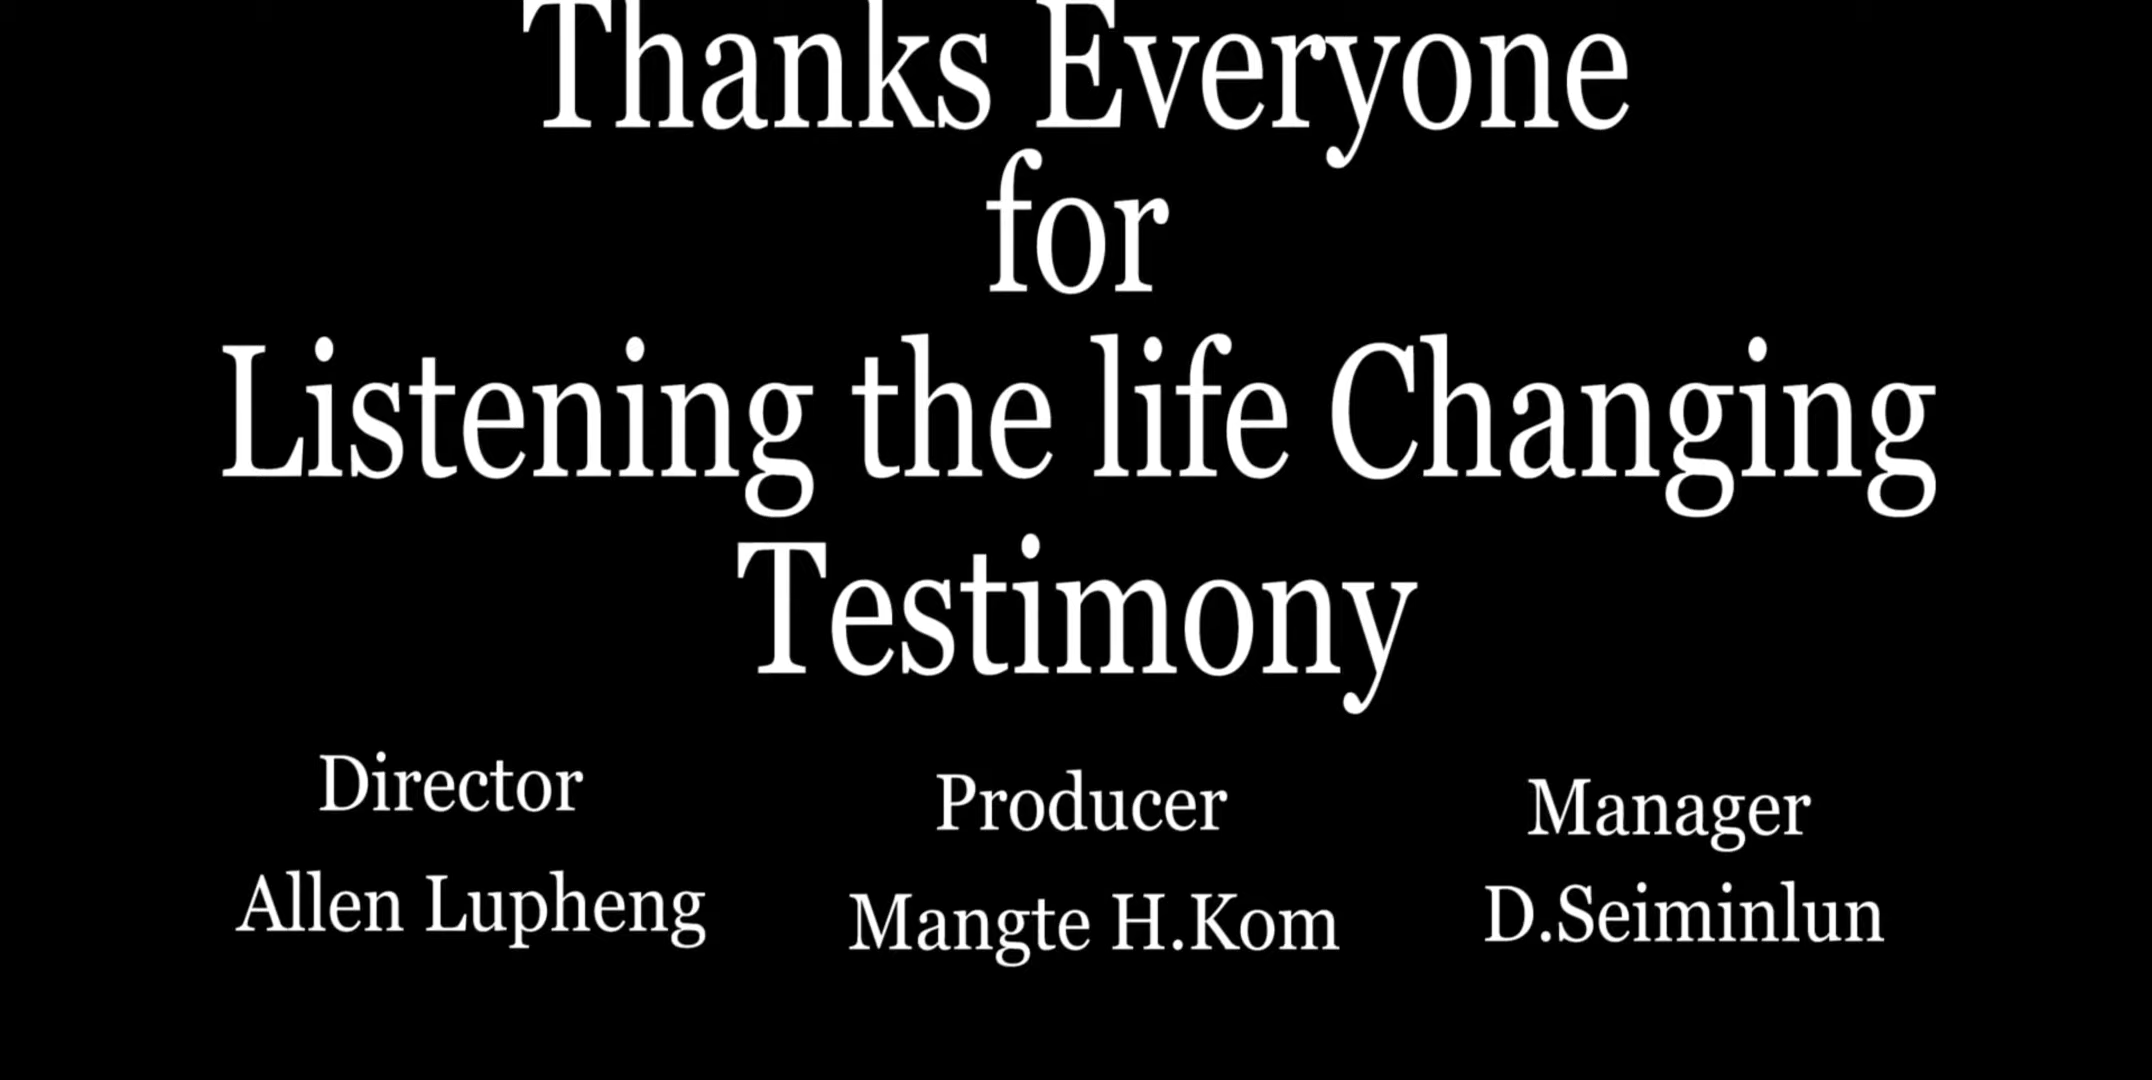 Thanks Everyone
for
Listening the life Changing
Testimony
Director
Producer
Manager
Allen Lupheng
Mangte H.Kom
D.Seiminlun